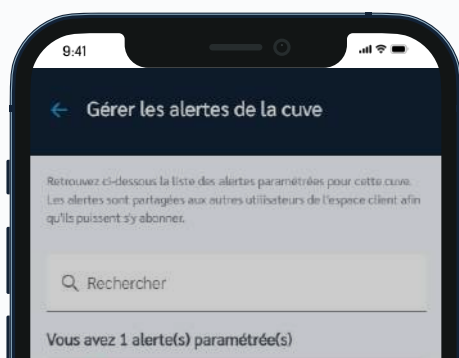 9:41
Gérer les alertes de la cuve
Retrouvez ci-dessous la liste des alertes paramétrées pour cette cuve.
Les alertes sont partagées aux autres utilisateurs de l'espace client afin
qu'ils puissent s'y abonner.
Rechercher
Vous avez 1 alerte(s) paramétrée(s)